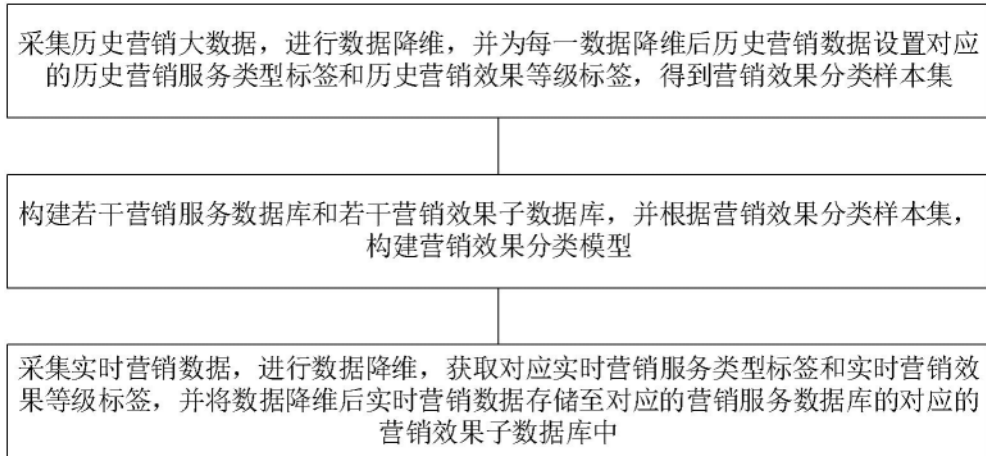 采集历史营销大数据，进行数据降维，并为每一数据降维后历史营销数据设置对应
的历史营销服务类型标签和历史营销效果等级标签，得到营销效果分类样本集
构建若干营销服务数据库和若干营销效果子数据库，并根据营销效果分类样本集，
构建营销效果分类模型
采集实时营销数据，进行数据降维，获取对应实时营销服务类型标签和实时营销效
果等级标签，并将数据降维后实时营销数据存储至对应的营销服务数据库的对应的
营销效果子数据库中